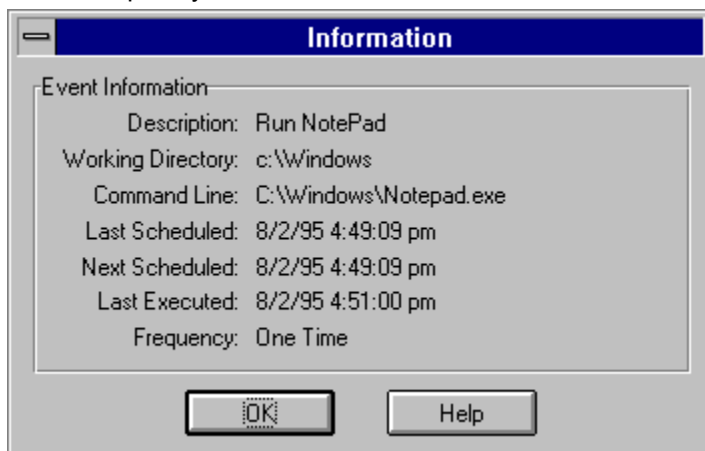 Information
Event Information
Description: Run NotePad
Working Directory: c:\Windows
Command Line: C:\Windows\Notepad.exe
Last Scheduled: 8/2/95 4:49:09 pm
Next Scheduled: 8/2/95 4:49:09 pm
Last Executed: 8/2/95 4:51:00 pm
Frequency: One Time
OK Help